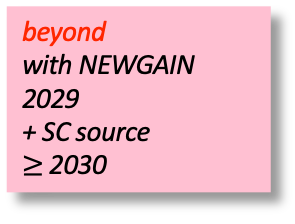 beyond
with NEWGAIN
2029
+ SC source
≥ 2030